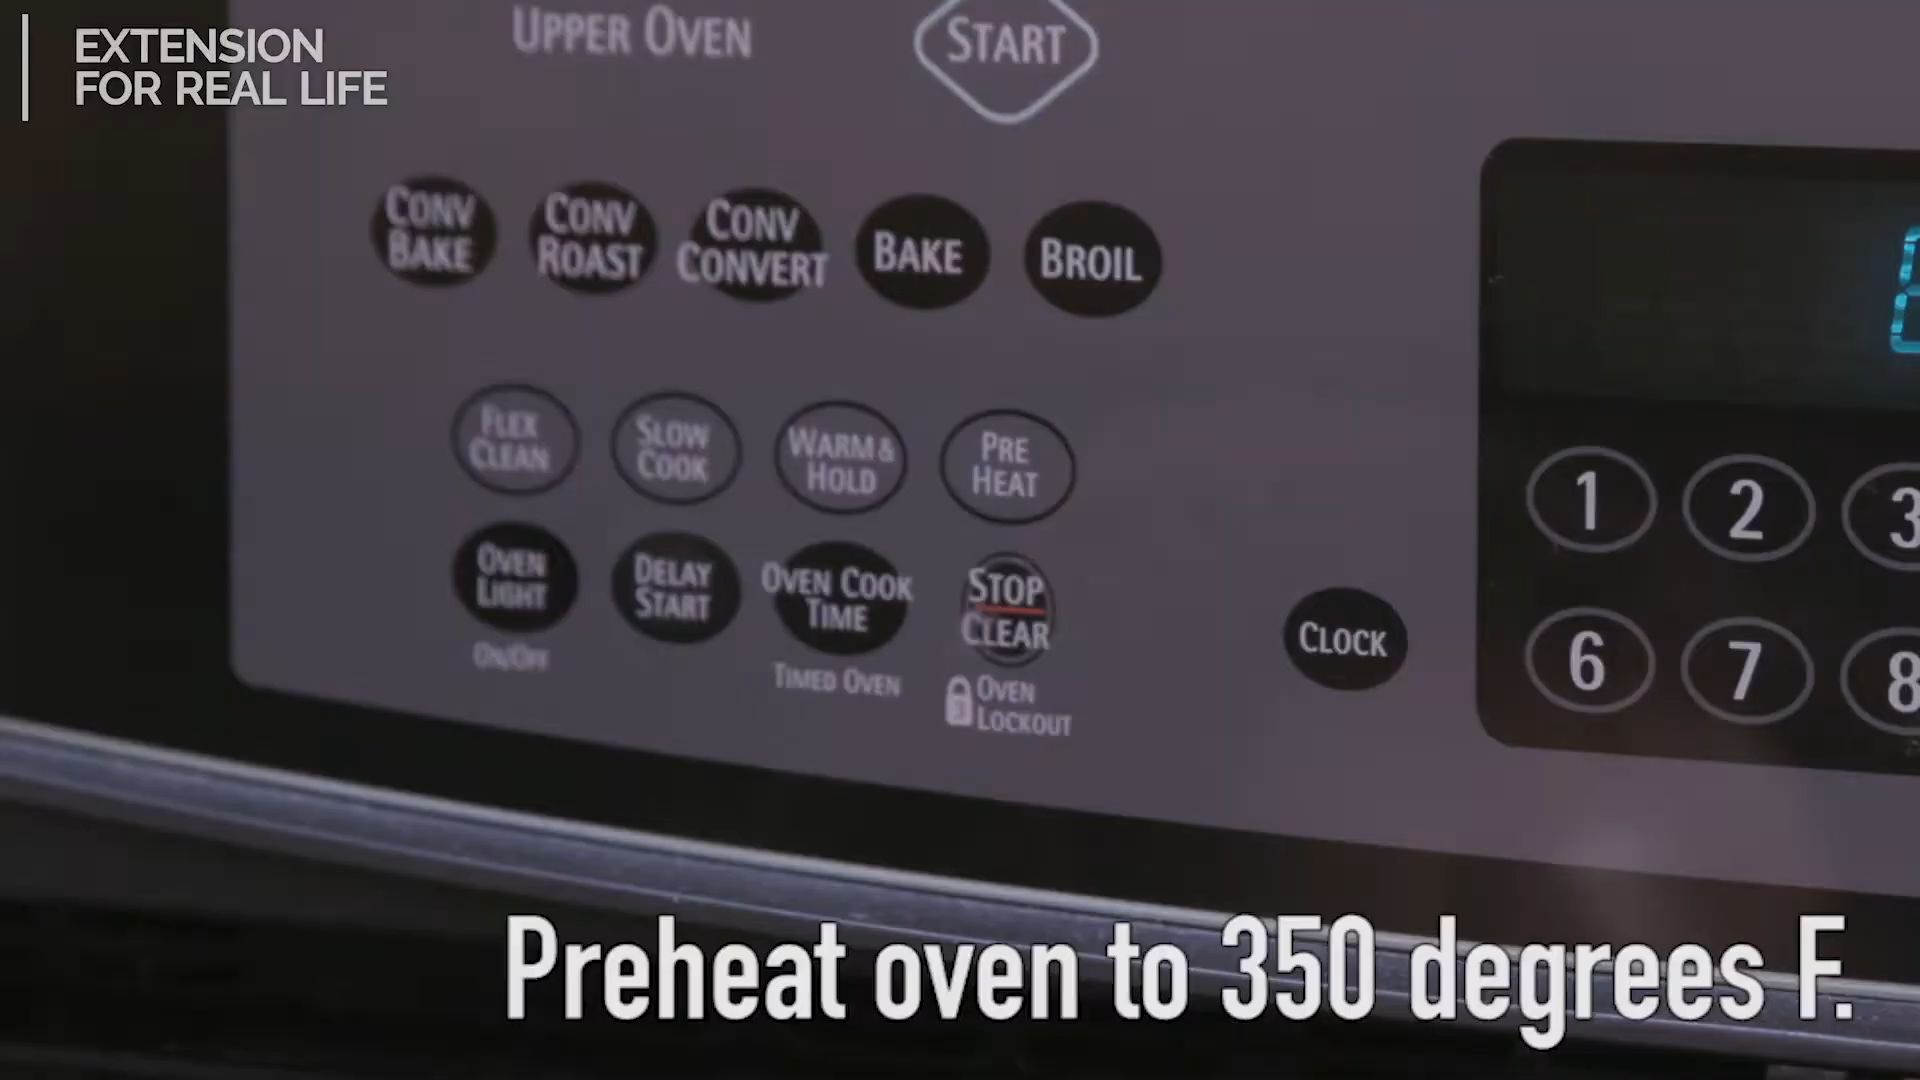 EXTENSION
FOR REAL LIFE
UPPER OVEN
START
CONV
BAKE
CONV
ROAST
CONV
CONVERT
BAKE
BROIL
FLEX
CLEAN
SLOW
COOK
WARM &
HOLD
PRE
HEAT
OVEN
LIGHT
ON/OFF
DELAY
START
OVEN COOK
TIME
TIMED OVEN
STOP
CLEAR
OVEN
LOCKOUT
CLOCK
1 2 3
6 7 8
Preheat oven to 350 degrees F.